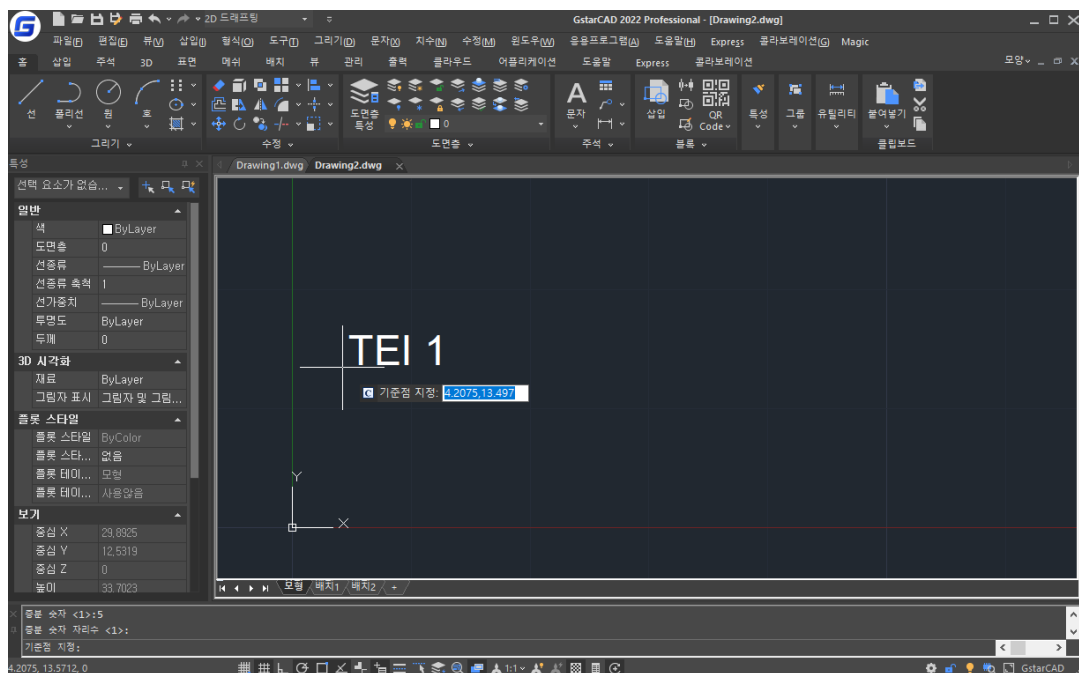 2D 드래프팅
GstarCAD 2022 Professional - [Drawing2.dwg]
파일(F) 편집(E) 뷰(V) 삽입(I) 형식(O) 도구(T) 그리기(D) 문자(X) 치수(N) 수정(M) 윈도우(W) 응용프로그램(A) 도움말(H) Express 콜라보레이션(G) Magic
홈 삽입 주석 3D 표면 메쉬 배치 뷰 관리 출력 클라우드 어플리케이션 도움말 Express 콜라보레이션 모양
선 폴리선 원 호
그리기
수정
도면층
특성
0
도면층
문자
주석
삽입
QR
Code
블록
특성
그룹
유틸리티
붙여넣기
클립보드
특성
Drawing1.dwg Drawing2.dwg
선택 요소가 없습...
일반
색 ByLayer
도면층 0
선종류 ByLayer
선종류 축척 1
선가중치 ByLayer
투명도 ByLayer
두께 0
3D 시각화
재료 ByLayer
그림자 표시 그림자 및 그림...
플롯 스타일
플롯 스타일 ByColor
플롯 스타... 없음
플롯 테이... 모형
플롯 테이... 사용않음
보기
중심 X 29,8925
중심 Y 12,5319
중심 Z 0
높이 33,7023
TEI 1
기준점 지정: 4.2075,13.497
Y
X
모형 배치1 배치2 +
증분 숫자 <1>:5
증분 숫자 자리수 <1>:
기준점 지정:
4.2075, 13.5712, 0
1:1
GstarCAD